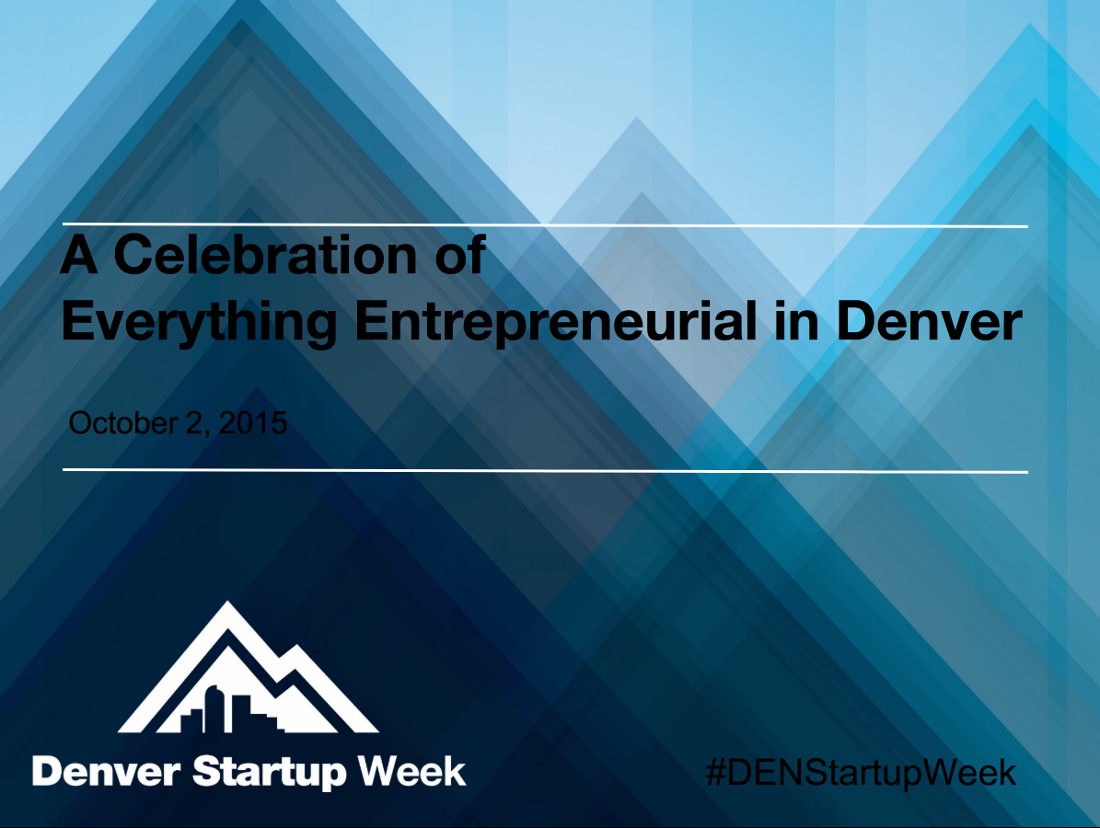 A Celebration of
Everything Entrepreneurial in Denver
October 2, 2015
Denver Startup Week
#DENStartupWeek